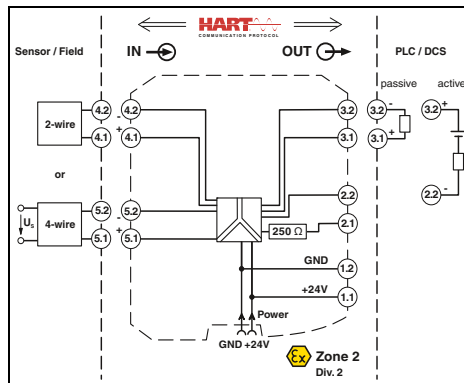 HART
COMMUNICATION PROTOCOL
Sensor / Field
IN
OUT
PLC / DCS
passive
active
2-wire
4.2
4.1
4.2
-
+
4.1
3.2
3.1
3.2
-
+
3.1
3.2
+
or
Us
4-wire
5.2
5.1
5.2
-
+
5.1
2.2
2.1
250 Ω
2.2
-
GND
1.2
+24V
1.1
Power
GND +24V
Ex
Zone 2
Div. 2